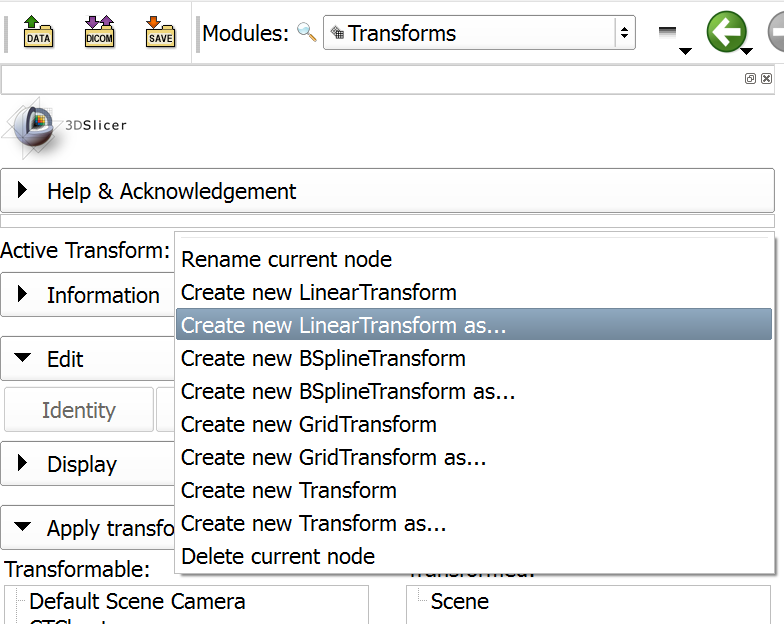 DATA DICOM SAVE Modules: Transforms
3DSlicer
Help & Acknowledgement
Active Transform:
Rename current node
Create new LinearTransform
Information
Create new LinearTransform as...
Create new BSplineTransform
Edit
Create new BSplineTransform as...
Identity
Create new GridTransform
Create new GridTransform as...
Display
Create new Transform
Create new Transform as...
Apply transfo
Delete current node
Transformable: Transformed:
Default Scene Camera Scene